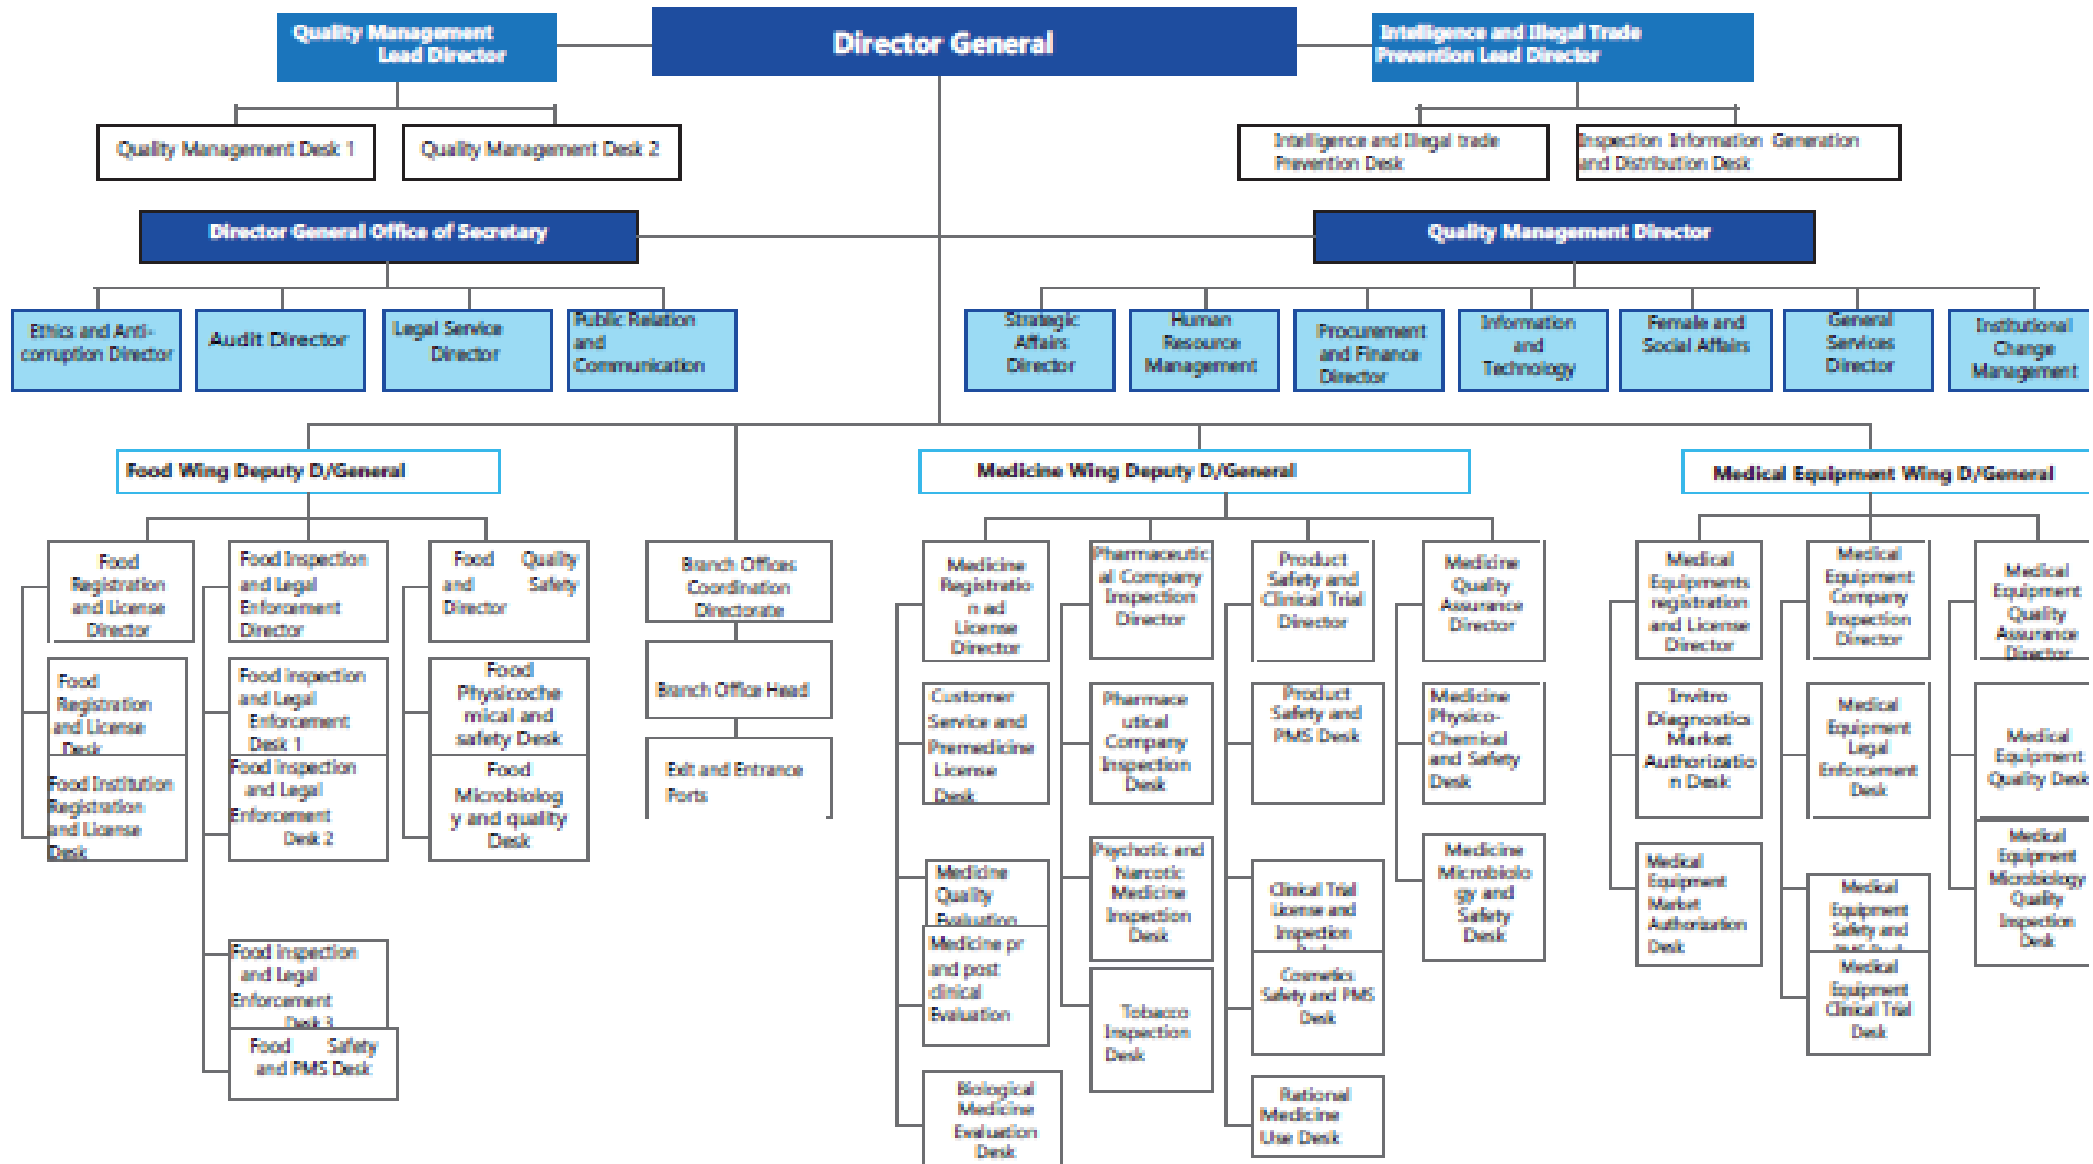 Quality Management
Lead Director
Director General
Intelligence and Illegal Trade
Prevention Lead Director
Quality Management Desk 1
Quality Management Desk 2
Intelligence and Illegal trade
Prevention Desk
Inspection Information Generation
and Distribution Desk
Director General Office of Secretary
Quality Management Director
Ethics and Anti-
corruption Director
Audit Director
Legal Service
Director
Public Relation
and
Communication
Strategic
Affairs
Director
Human
Resource
Management
Procurement
and Finance
Director
Information
and
Technology
Female and
Social Affairs
General
Services
Director
Institutional
Change
Management
Food Wing Deputy D/General
Medicine Wing Deputy D/General
Medical Equipment Wing D/General
Food
Registration
and License
Director
Food Inspection
and Legal
Enforcement
Director
Food Quality
and Safety
Director
Branch Offices
Coordination
Directorate
Medicine
Registratio
n ad
License
Director
Pharmaceutic
al Company
Inspection
Director
Product
Safety and
Clinical Trial
Director
Medicine
Quality
Assurance
Director
Medical
Equipments
registration
and License
Director
Medical
Equipment
Company
Inspection
Director
Medical
Equipment
Quality
Assurance
Director
Food
Registration
and License
Desk
Food Inspection
and Legal
Enforcement
Desk 1
Food
Physicoche
mical and
safety Desk
Branch Office Head
Customer
Service and
Premedicine
License
Desk
Pharmace
utical
Company
Inspection
Desk
Product
Safety and
PMS Desk
Medicine
Physico-
Chemical
and Safety
Desk
Invitro
Diagnostics
Market
Authorizatio
n Desk
Medical
Equipment
Legal
Enforcement
Desk
Medical
Equipment
Quality Desk
Food Institution
Registration
and License
Desk
Food inspection
and Legal
Enforcement
Desk 2
Food
Microbiolog
y and quality
Desk
Exit and Entrance
Ports
Medicine
Quality
Evaluation
Psychotic and
Narcotic
Medicine
Inspection
Desk
Clinical Trial
License and
Inspection
Desk
Medicine
Microbiolo
gy and
Safety
Desk
Medical
Equipment
Market
Authorization
Desk
Medical
Equipment
Safety and
PMS Desk
Medical
Equipment
Microbiology
Quality
Inspection
Desk
Food inspection
and Legal
Enforcement
Desk 3
Medicine pr
and post
clinical
Evaluation
Tobacco
Inspection
Desk
Cosmetics
Safety and PMS
Desk
Medical
Equipment
Clinical Trial
Desk
Food Safety
and PMS Desk
Biological
Medicine
Evaluation
Desk
Rational
Medicine
Use Desk